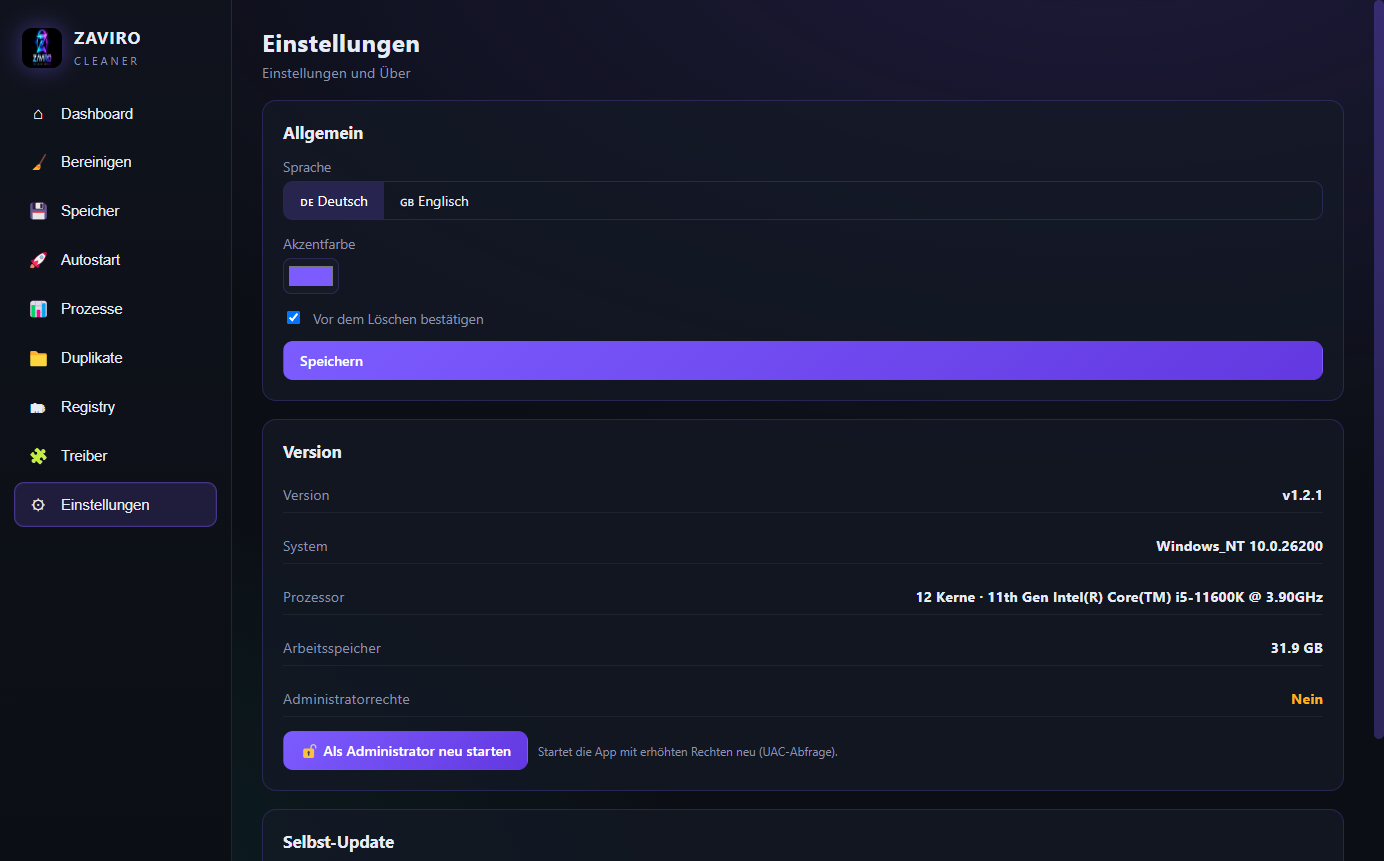 ZAVIRO
CLEANER
Dashboard
Bereinigen
Speicher
Autostart
Prozesse
Duplikate
Registry
Treiber
Einstellungen
Einstellungen
Einstellungen und Über
Allgemein
Sprache
DE Deutsch
GB Englisch
Akzentfarbe
Vor dem Löschen bestätigen
Speichern
Version
Version v1.2.1
System Windows_NT 10.0.26200
Prozessor 12 Kerne · 11th Gen Intel(R) Core(TM) i5-11600K @ 3.90GHz
Arbeitsspeicher 31.9 GB
Administratorrechte Nein
Als Administrator neu starten Startet die App mit erhöhten Rechten neu (UAC-Abfrage).
Selbst-Update